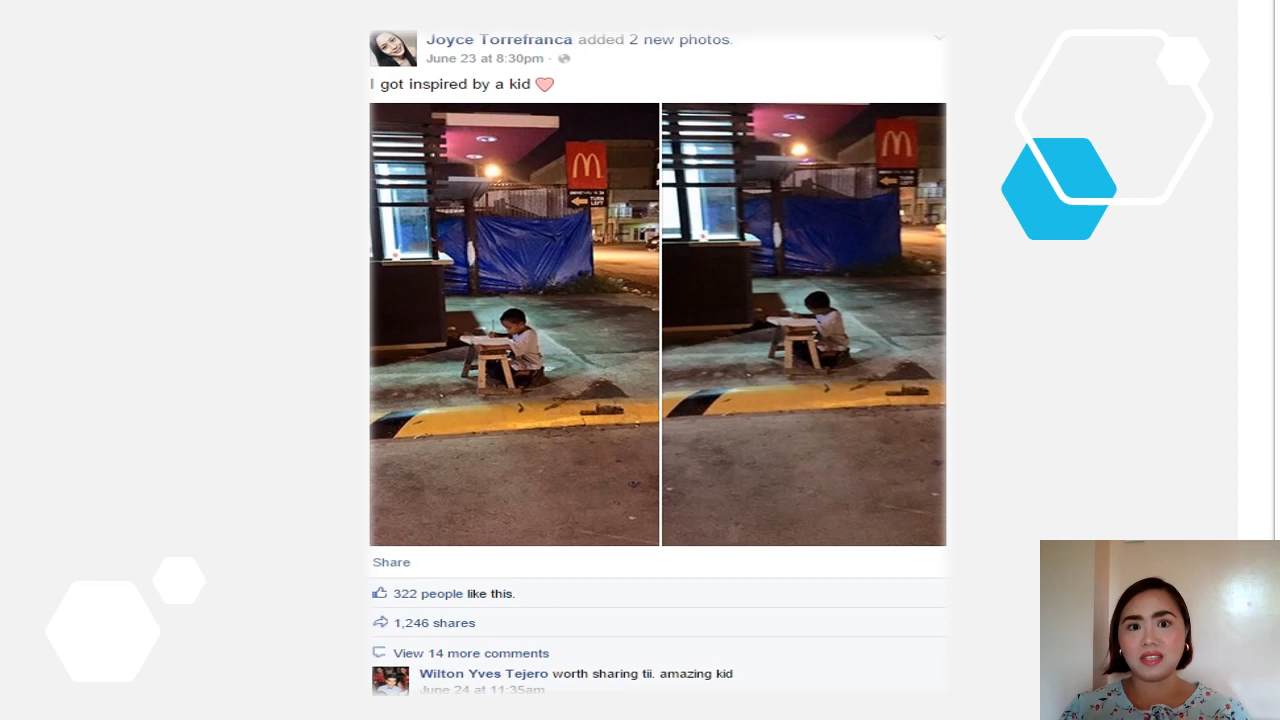 Joyce Torrefranca added 2 new photos.
June 23 at 8:30pm ·
I got inspired by a kid
TURN
LEFT
Share
322 people like this.
1,246 shares
View 14 more comments
Wilton Yves Tejero worth sharing tii. amazing kid
June 24 at 11:35am